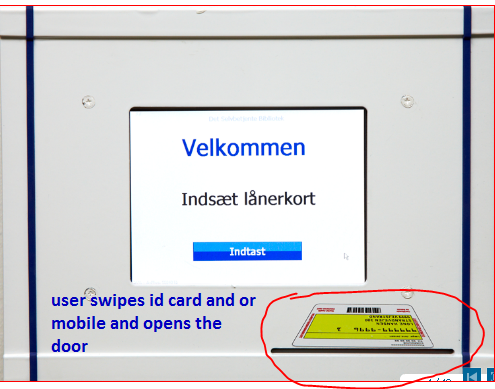 Velkommen
Indsæt lånerkort
Indtast
user swipes id card and or
mobile and opens the
door